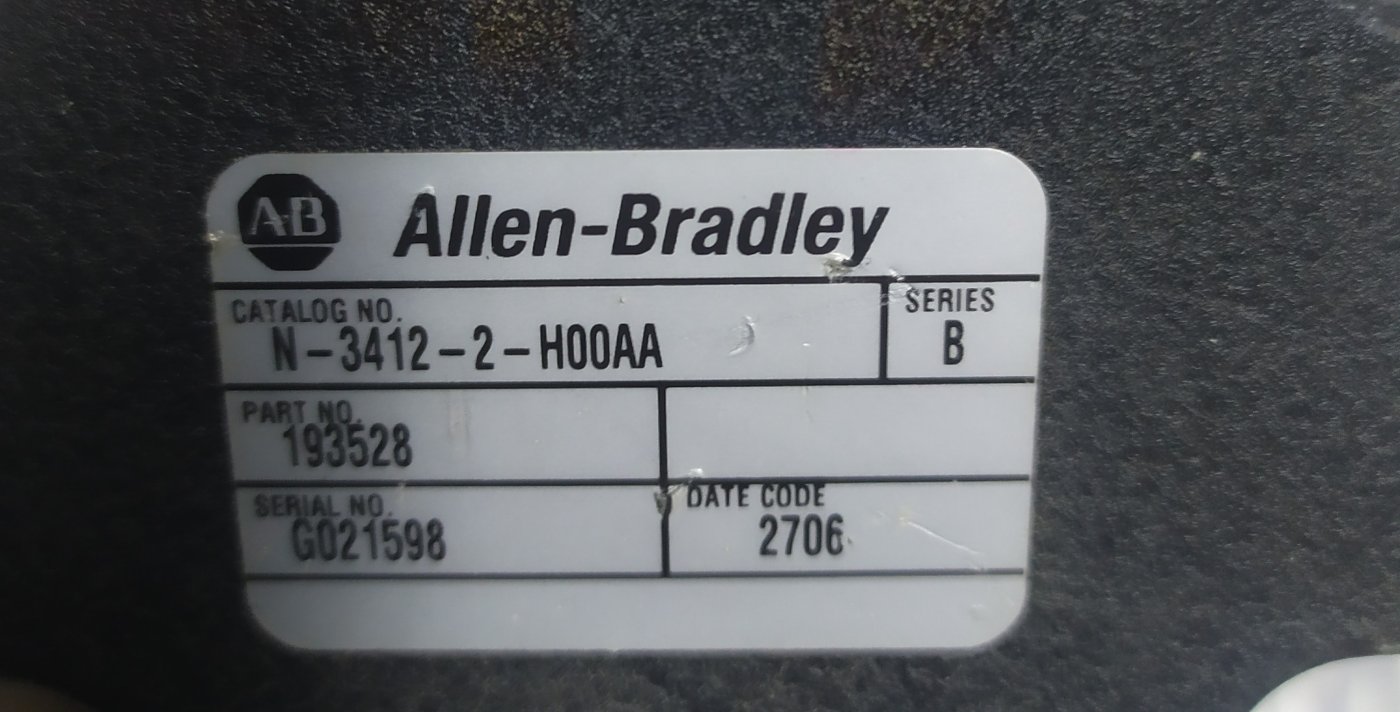 AB Allen-Bradley
CATALOG NO.
N-3412-2-H00AA
SERIES
B
PART NO.
193528
SERIAL NO.
G021598
DATE CODE
2706